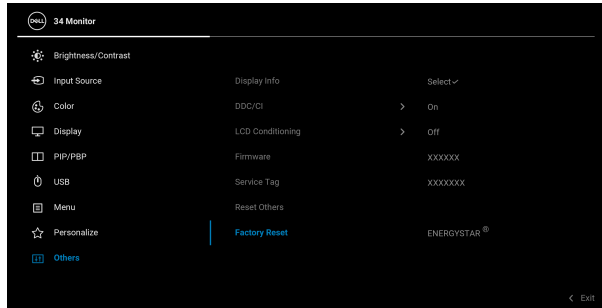 DELL 34 Monitor
Brightness/Contrast
Input Source Display Info Select✓
Color DDC/CI > On
Display LCD Conditioning > Off
PIP/PBP Firmware XXXXXX
USB Service Tag XXXXXXX
Menu Reset Others
Personalize Factory Reset ENERGYSTAR®
Others
< Exit